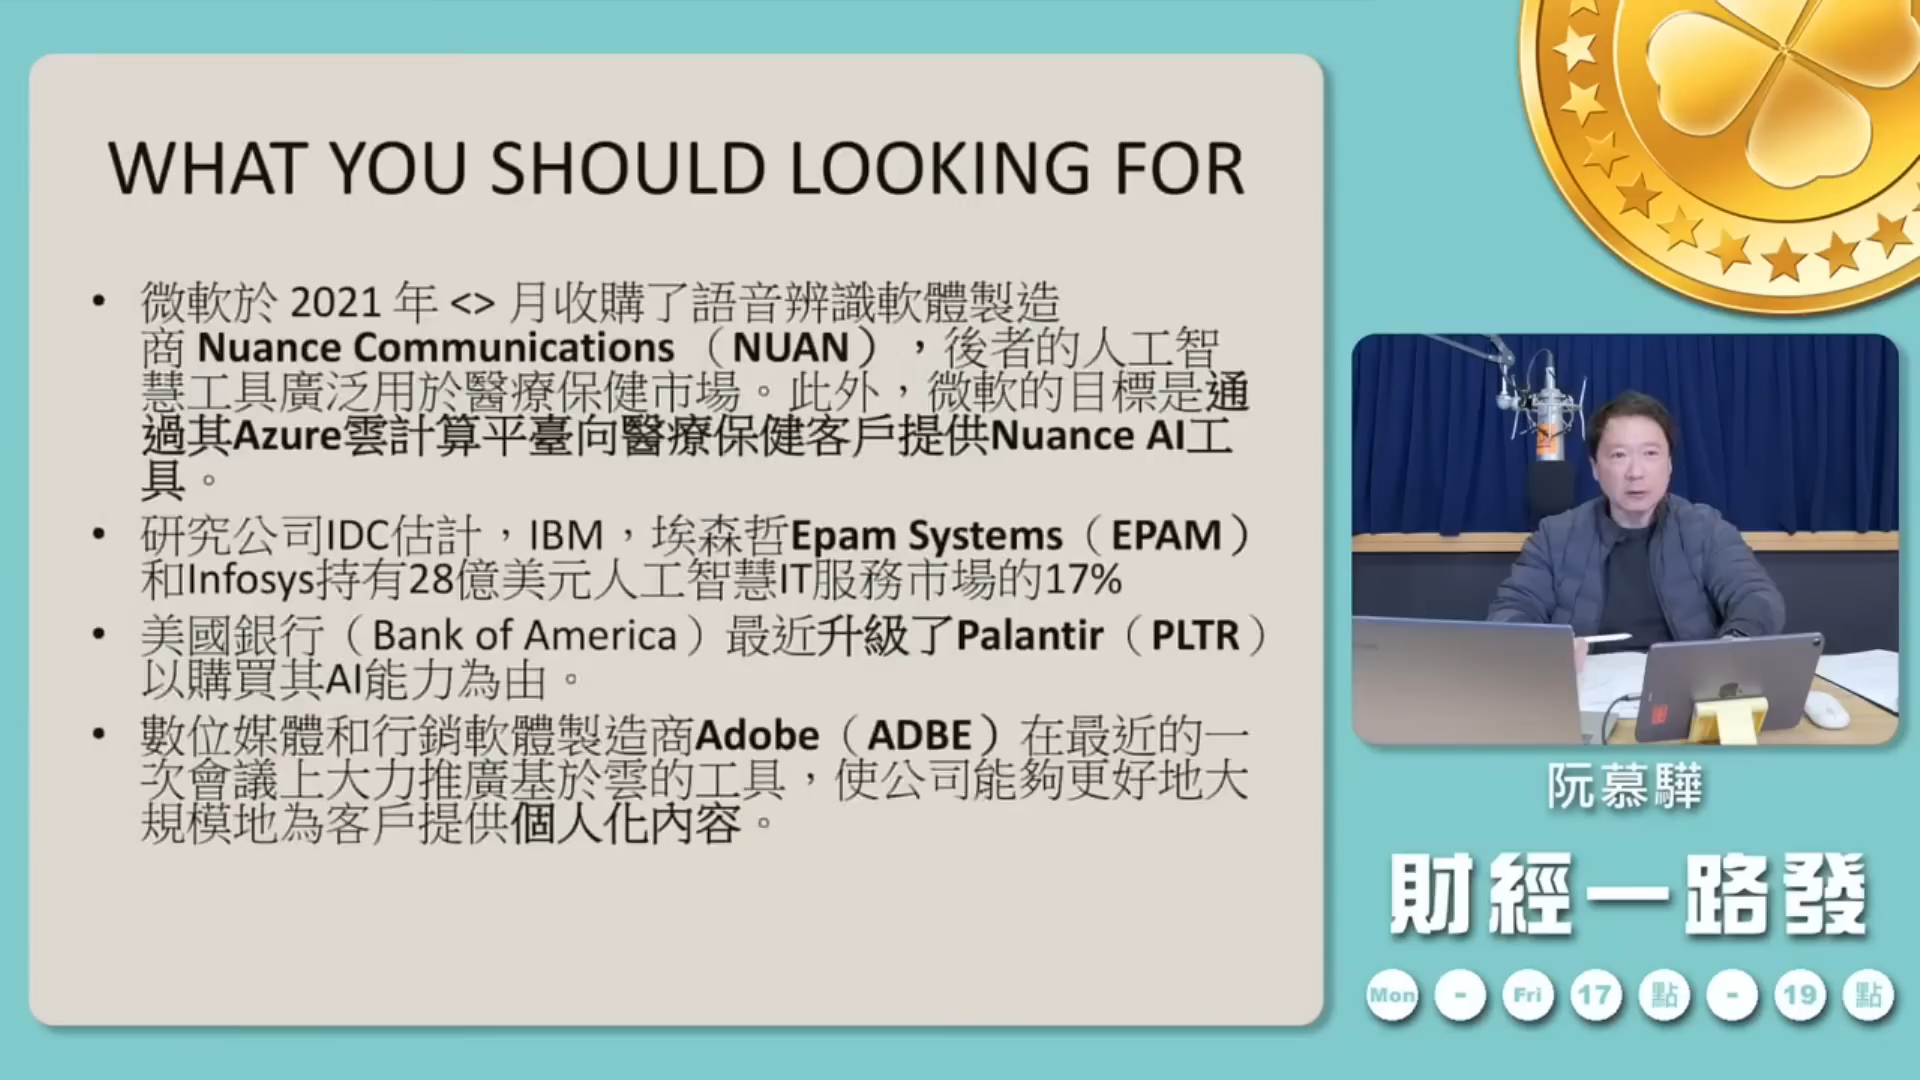 WHAT YOU SHOULD LOOKING FOR
• 微軟於 2021 年 <> 月收購了語音辨識軟體製造
商 Nuance Communications （NUAN），後者的人工智
慧工具廣泛用於醫療保健市場。此外，微軟的目標是通
過其Azure雲計算平臺向醫療保健客戶提供Nuance AI工
具。
• 研究公司IDC估計，IBM，埃森哲Epam Systems（EPAM）
和Infosys持有28億美元人工智慧IT服務市場的17%
• 美國銀行（Bank of America）最近升級了Palantir（PLTR）
以購買其AI能力為由。
• 數位媒體和行銷軟體製造商Adobe（ADBE）在最近的一
次會議上大力推廣基於雲的工具，使公司能夠更好地大
規模地為客戶提供個人化內容。
阮慕驊
財經一路發
Mon - Fri 17 點 - 19 點